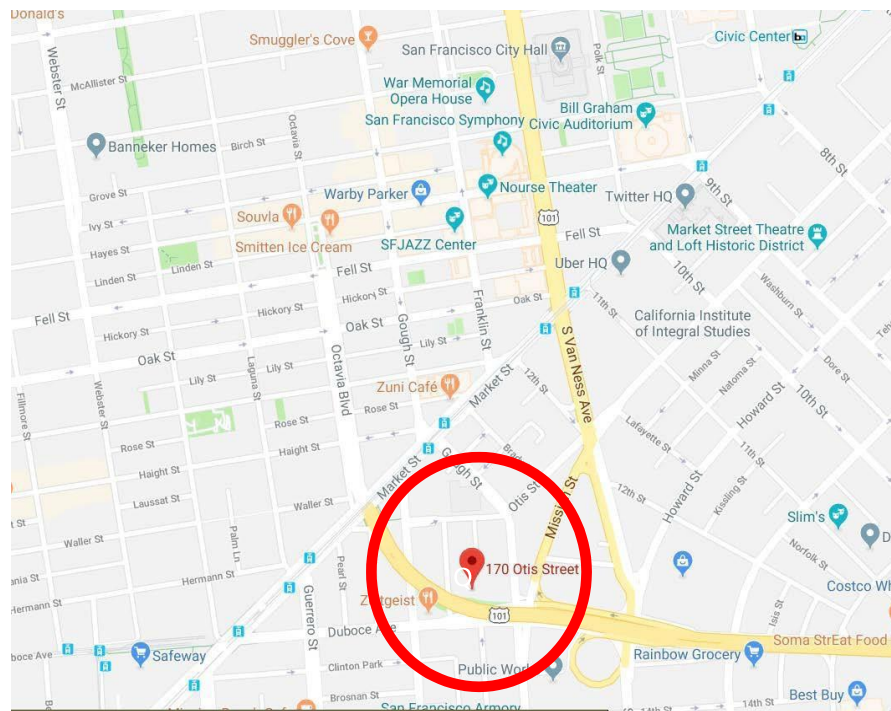 Donald's
Smuggler's Cove
San Francisco City Hall
Polk St
Civic Center
Webster St
McAllister St
War Memorial
Opera House
San Francisco Symphony
Bill Graham
Civic Auditorium
Banneker Homes
Birch St
Octavia St
8th St
Grove St
Warby Parker
Nourse Theater
Twitter HQ
9th St
Ivy St
Souvla
Hayes St
Smitten Ice Cream
SFJAZZ Center
101
Fell St
Market Street Theatre
and Loft Historic District
Linden St
Linden St
Fell St
Uber HQ
10th St
Washburn St
Hickory St
Hickory St
Franklin St
Oak St
11th St
California Institute
of Integral Studies
Fell St
Hickory St
Oak St
Gough St
Lily St
S Van Ness Ave
Oak St
Octavia Blvd
Laguna St
Lily St
Lily St
Zuni Café
Market St
12th St
Minna St
Natoma St
Dore St
Webster St
Fillmore St
Rose St
Rose St
Rose St
Howard St
10th St
Lafayette St
11th St
Haight St
Haight St
Market St
Gough St
Otis St
Mission St
12th St
Howard St
Kissling St
Laussat St
Waller St
Slim's
Waller St
Palm Ln
Norfolk St
Pearl St
170 Otis Street
Hermann St
Hermann St
Guerrero St
Zeitgeist
101
Costco Wh
Isis St
Duboce Ave
Soma StrEat Food
Safeway
Rainbow Grocery
Clinton Park
Public Works
Brosnan St
Best Buy
14th St
San Francisco Armory